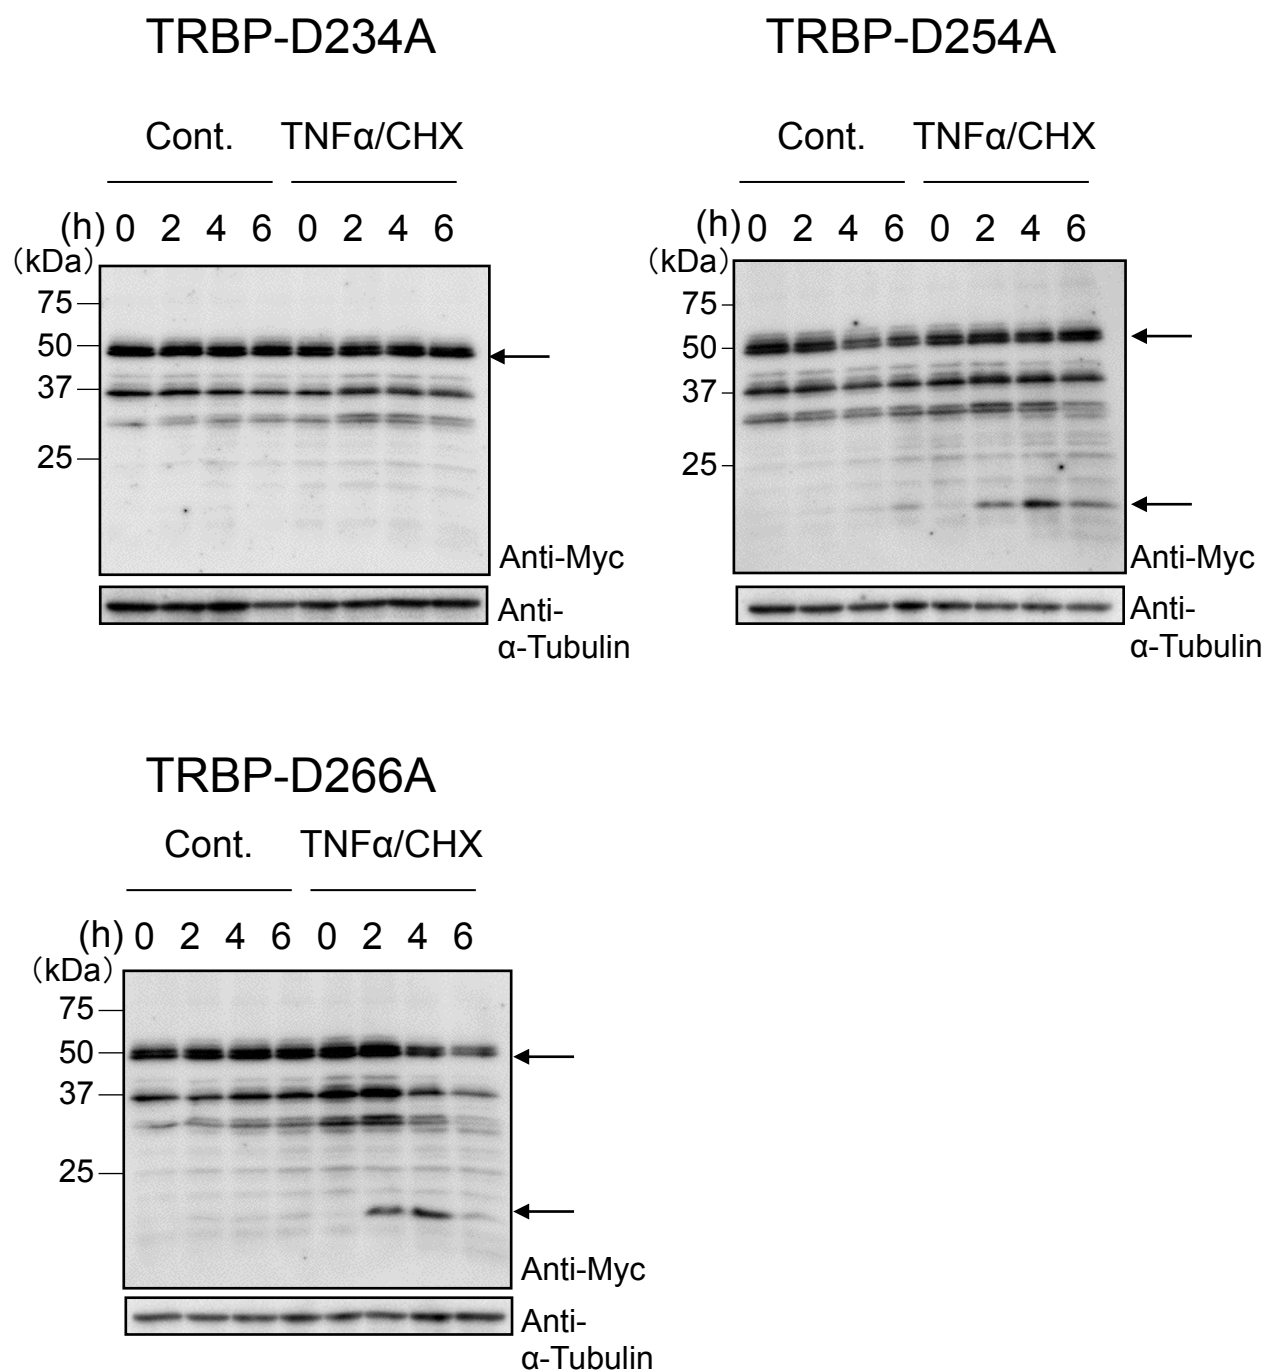 TRBP-D234A
Cont. TNFα/CHX
(h) 0 2 4 6 0 2 4 6
(kDa)
75
50
37
25
Anti-Myc
Anti-
α-Tubulin
TRBP-D254A
Cont. TNFα/CHX
(h) 0 2 4 6 0 2 4 6
(kDa)
75
50
37
25
Anti-Myc
Anti-
α-Tubulin
TRBP-D266A
Cont. TNFα/CHX
(h) 0 2 4 6 0 2 4 6
(kDa)
75
50
37
25
Anti-Myc
Anti-
α-Tubulin